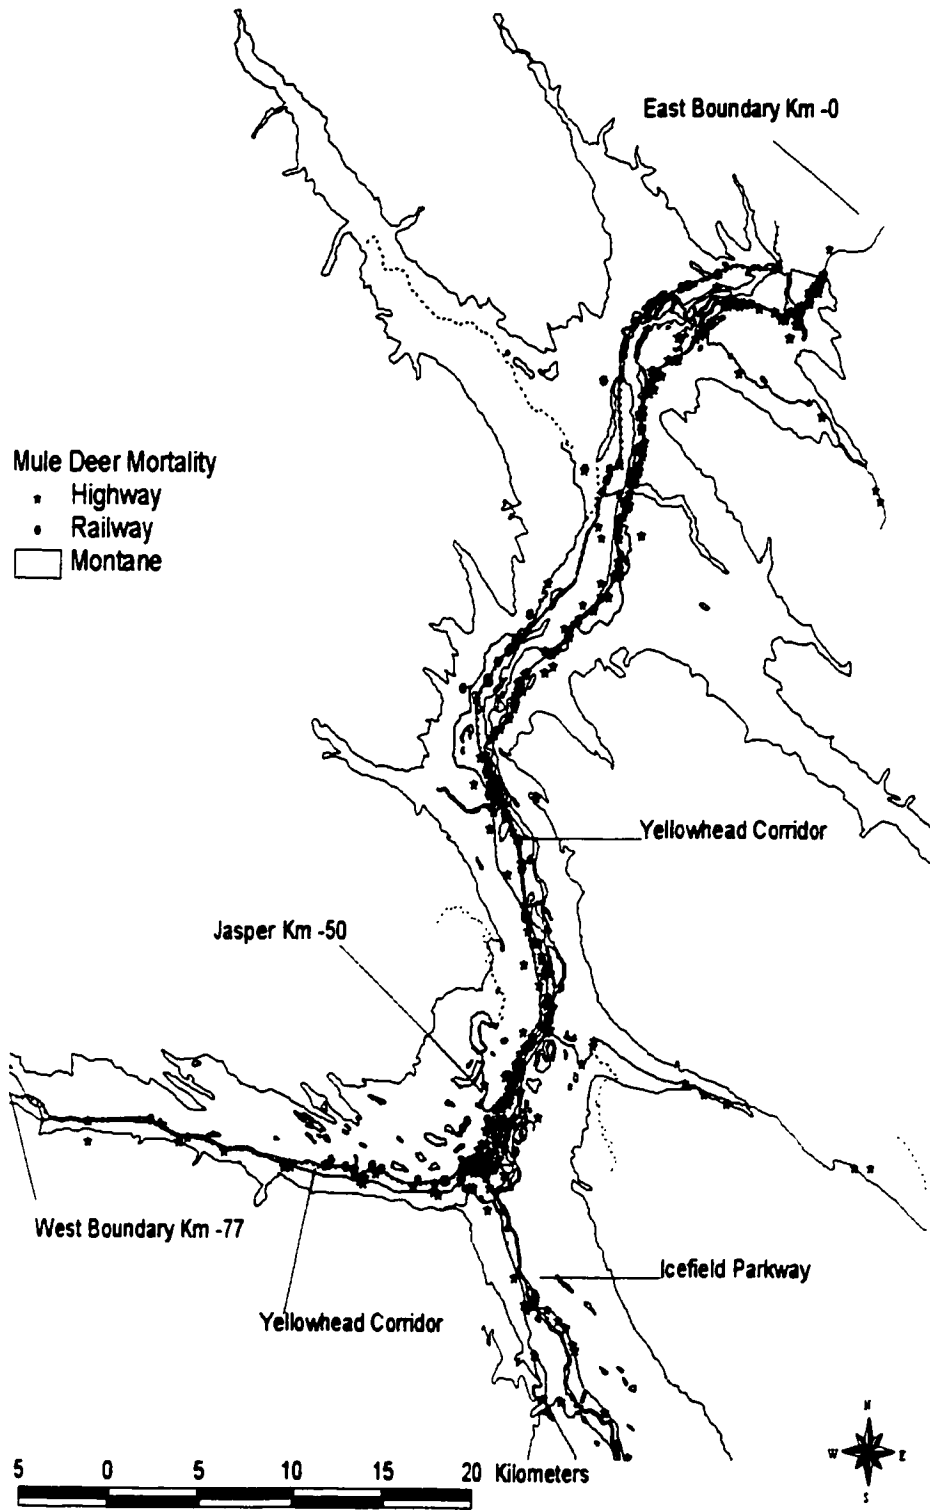 East Boundary Km -0
Mule Deer Mortality
Highway
Railway
Montane
Yellowhead Corridor
Jasper Km -50
West Boundary Km -77
Icefield Parkway
Yellowhead Corridor
N
W E
S
5 0 5 10 15 20 Kilometers